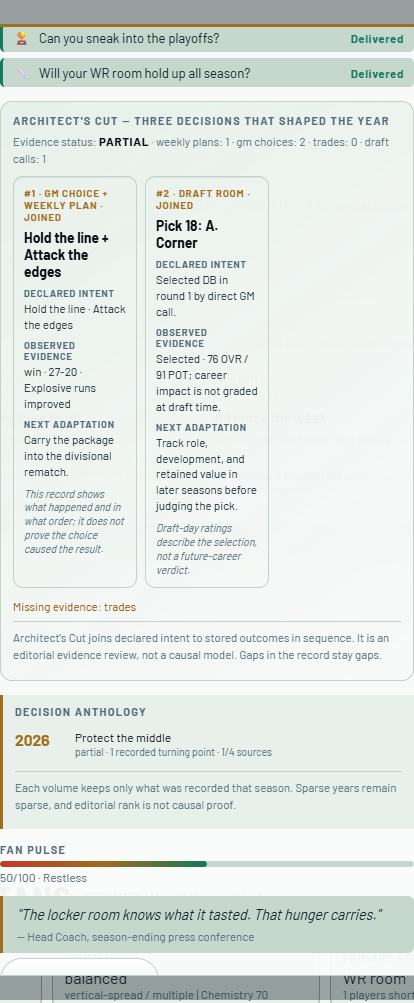 Can you sneak into the playoffs? Delivered
Will your WR room hold up all season? Delivered
ARCHITECT'S CUT — THREE DECISIONS THAT SHAPED THE YEAR
Evidence status: PARTIAL · weekly plans: 1 · gm choices: 2 · trades: 0 · draft
calls: 1
#1 · GM CHOICE +
WEEKLY PLAN ·
JOINED
Hold the line +
Attack the
edges
DECLARED INTENT
Hold the line · Attack
the edges
OBSERVED
EVIDENCE
win · 27-20 ·
Explosive runs
improved
NEXT ADAPTATION
Carry the package
into the divisional
rematch.
This record shows
what happened and in
what order; it does not
prove the choice
caused the result.
#2 · DRAFT ROOM ·
JOINED
Pick 18: A.
Corner
DECLARED INTENT
Selected DB in
round 1 by direct GM
call.
OBSERVED
EVIDENCE
Selected · 76 OVR /
91 POT; career
impact is not graded
at draft time.
NEXT ADAPTATION
Track role,
development, and
retained value in
later seasons before
judging the pick.
Draft-day ratings
describe the selection,
not a future-career
verdict.
Missing evidence: trades
Architect's Cut joins declared intent to stored outcomes in sequence. It is an
editorial evidence review, not a causal model. Gaps in the record stay gaps.
DECISION ANTHOLOGY
2026 Protect the middle
partial · 1 recorded turning point · 1/4 sources
Each volume keeps only what was recorded that season. Sparse years remain
sparse, and editorial rank is not causal proof.
FAN PULSE
50/100 · Restless
"The locker room knows what it tasted. That hunger carries."
— Head Coach, season-ending press conference
balanced
vertical-spread / multiple | Chemistry 70
WR room
1 players short